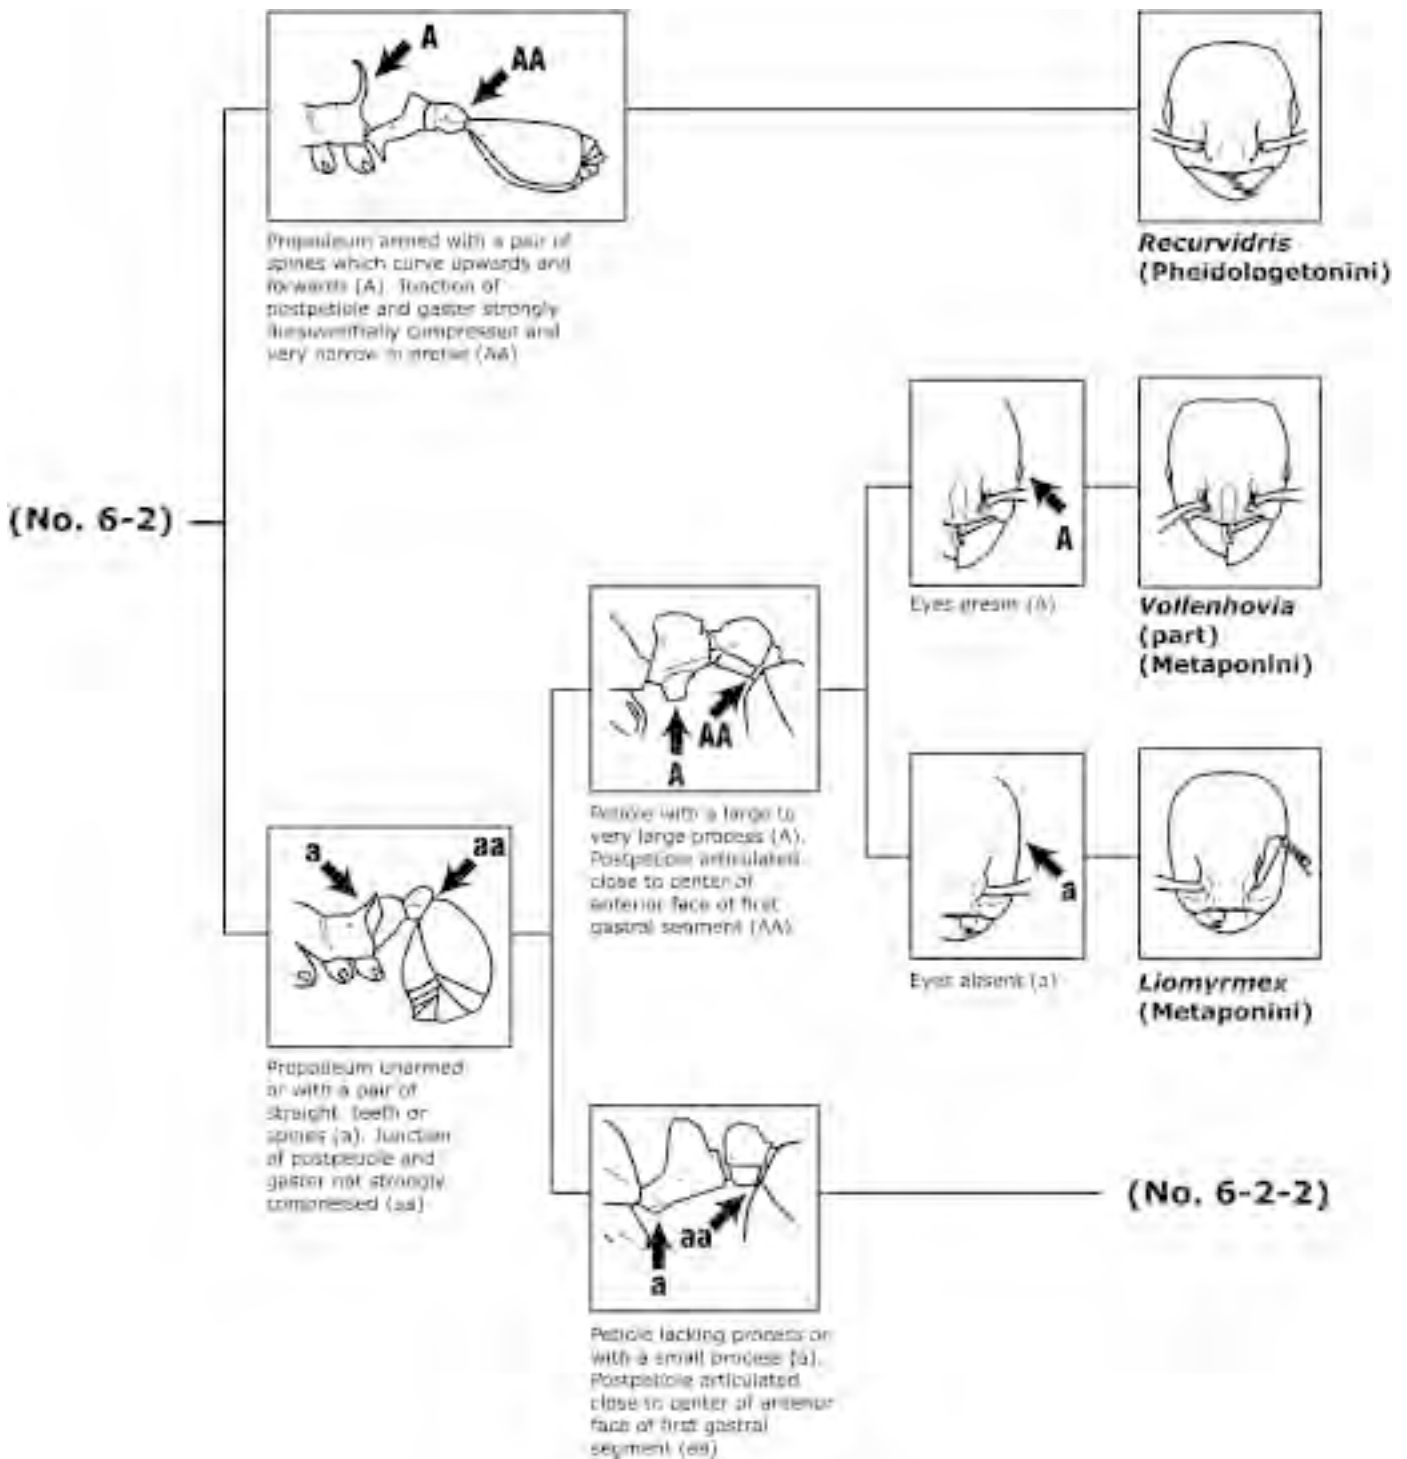 A
AA
Propodeum armed with a pair of
spines which curve upwards and
forwards (A). Junction of
postpetiole and gaster strongly
compressed and
very narrow in profile (AA)
Recurvidris
(Pheidologetonini)
(No. 6-2)
A
Eyes presnt (A)
Vollenhovia
(part)
(Metaponini)
A
AA
Petiole with a large to
very large process (A).
Postpetiole articulated
close to center of
anterior face of first
gastral segment (AA)
a
Eyes absent (a)
Liomyrmex
(Metaponini)
a
aa
Propodeum unarmed
or with a pair of
straight teeth or
spines (a). Junction
of postpetiole and
gaster not strongly
compressed (aa)
a
aa
Petiole lacking process or
with a small process (a).
Postpetiole articulated
close to center of anterior
face of first gastral
segment (aa)
(No. 6-2-2)